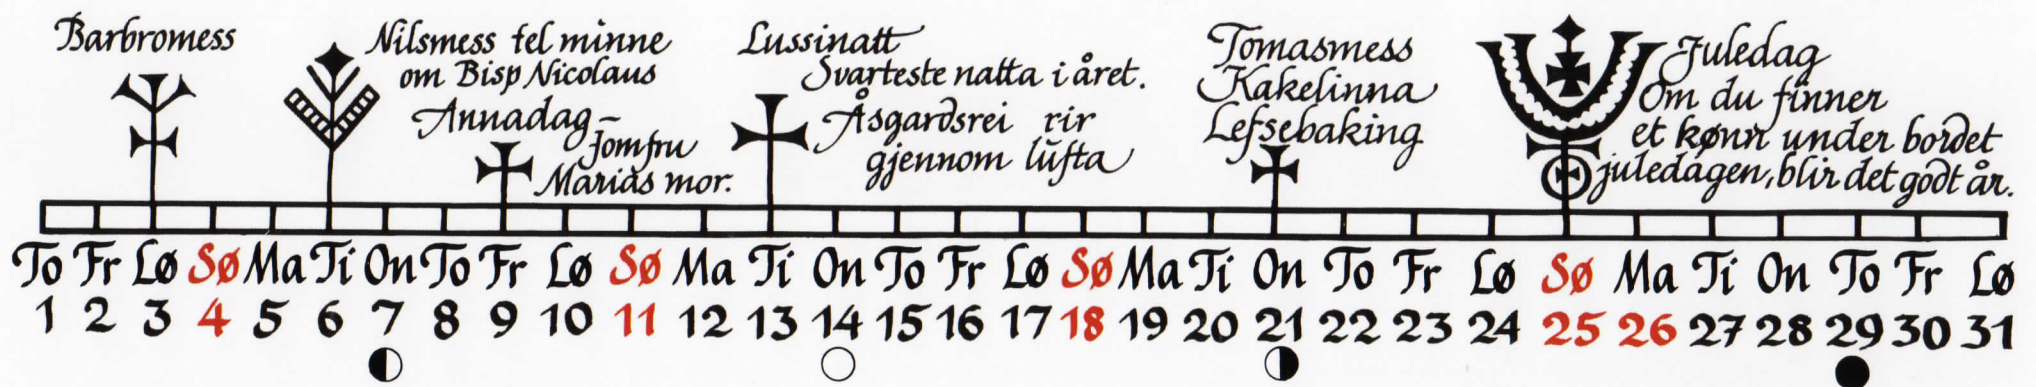 Barbromess
Nilsmess tel minne
om Bisp Nicolaus
Annadag –
Jomfru
Marias mor.
Lussinatt
Svarteste natta i året.
Åsgardsrei rir
gjennom lufta
Tomasmess
Kakelinna
Lefsebaking
Juledag
Om du finner
et kønn under bordet
juledagen, blir det godt år.
To Fr Lø Sø Ma Ti On To Fr Lø Sø Ma Ti On To Fr Lø Sø Ma Ti On To Fr Lø Sø Ma Ti On To Fr Lø
1 2 3 4 5 6 7 8 9 10 11 12 13 14 15 16 17 18 19 20 21 22 23 24 25 26 27 28 29 30 31